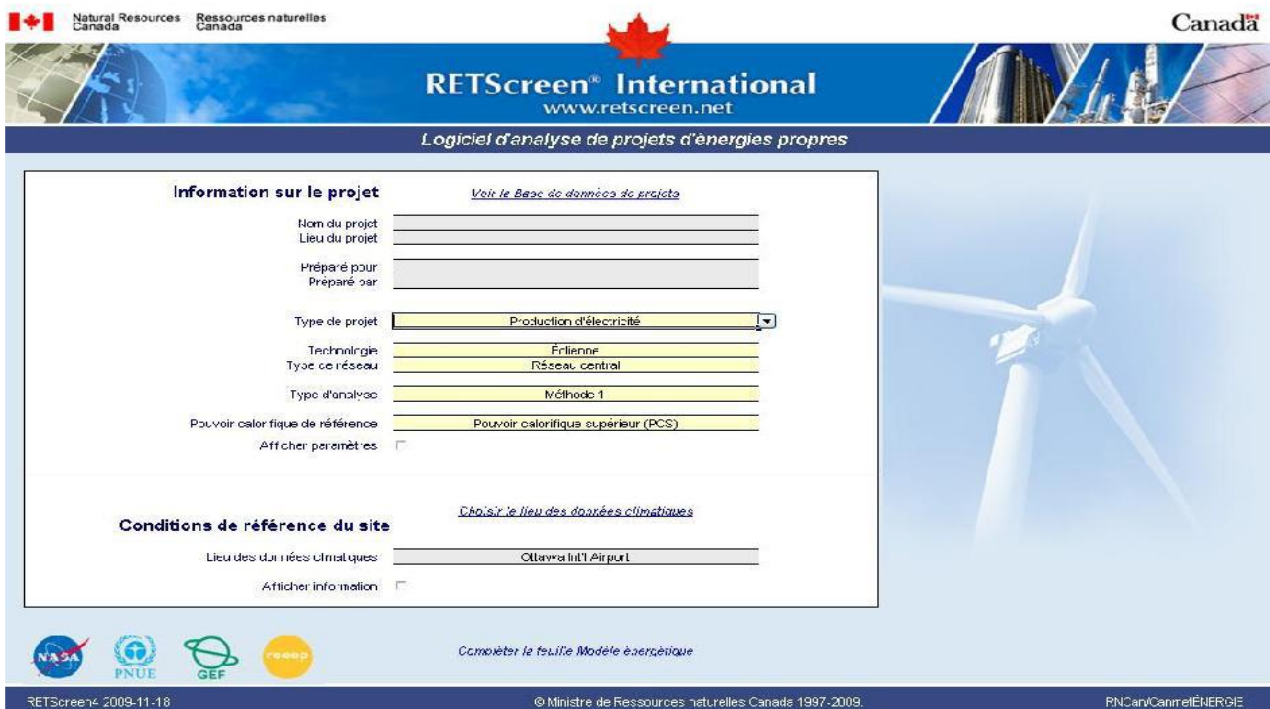 Natural Resources Ressources naturelles
Canada Canada
Canada
RETScreen® International
www.retscreen.net
Logiciel d'analyse de projets d'énergies propres
Information sur le projet
Voir la Base de données de projets
Nom du projet
Lieu du projet
Préparé pour
Préparé par
Type de projet Production d'électricité
Technologie Éolienne
Type de réseau Réseau central
Type d'analyse Méthode 1
Pouvoir calorifique de référence Pouvoir calorifique supérieur (PCS)
Afficher paramètres
Choisir le lieu des données climatiques
Conditions de référence du site
Lieu des données climatiques Ottawa Int'l Airport
Afficher information
NASA
PNUE
GEF
reeep
Compléter la feuille Modèle énergétique
RETScreen4 2009-11-18
© Ministre de Ressources naturelles Canada 1997-2009.
RNCan/CanmetÉNERGIE